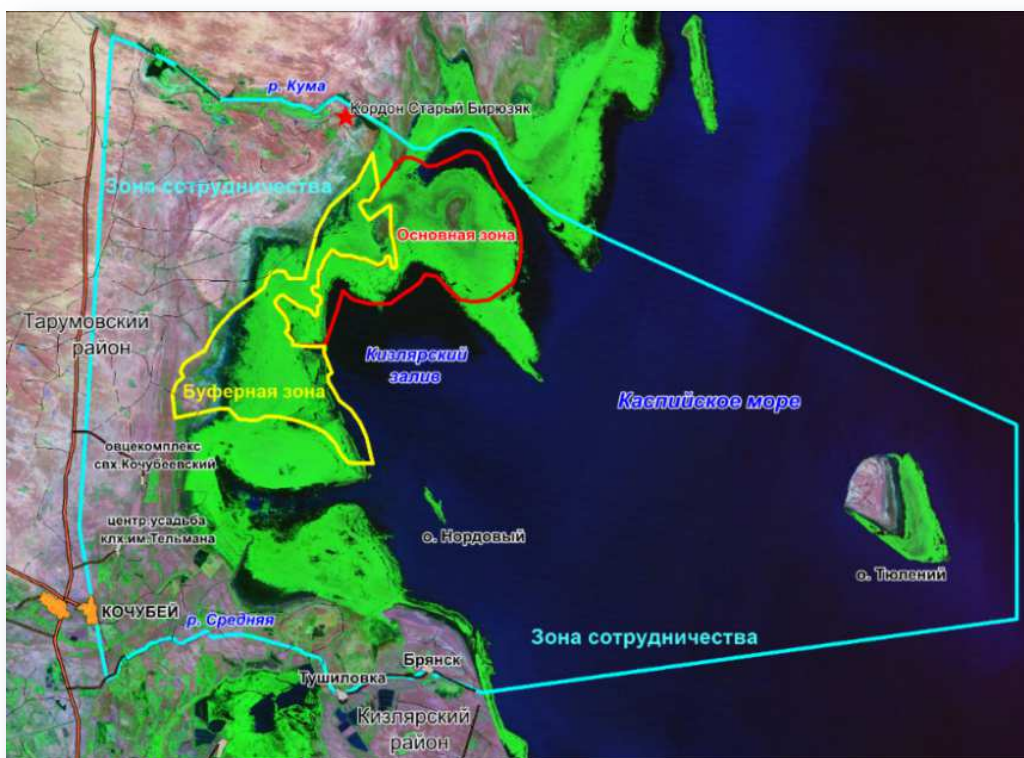 р. Кума
Кордон Старый Бирюзяк
Зона сотрудничества
Основная зона
Тарумовский
район
Кизлярский
залив
Буферная зона
Каспийское море
овцекомплекс
свх.Кочубеевский
центр.усадьба
клх.им.Тельмана
о. Нордовый
о. Тюлений
КОЧУБЕЙ
р. Средняя
Зона сотрудничества
Брянск
Тушиловка
Кизлярский
район